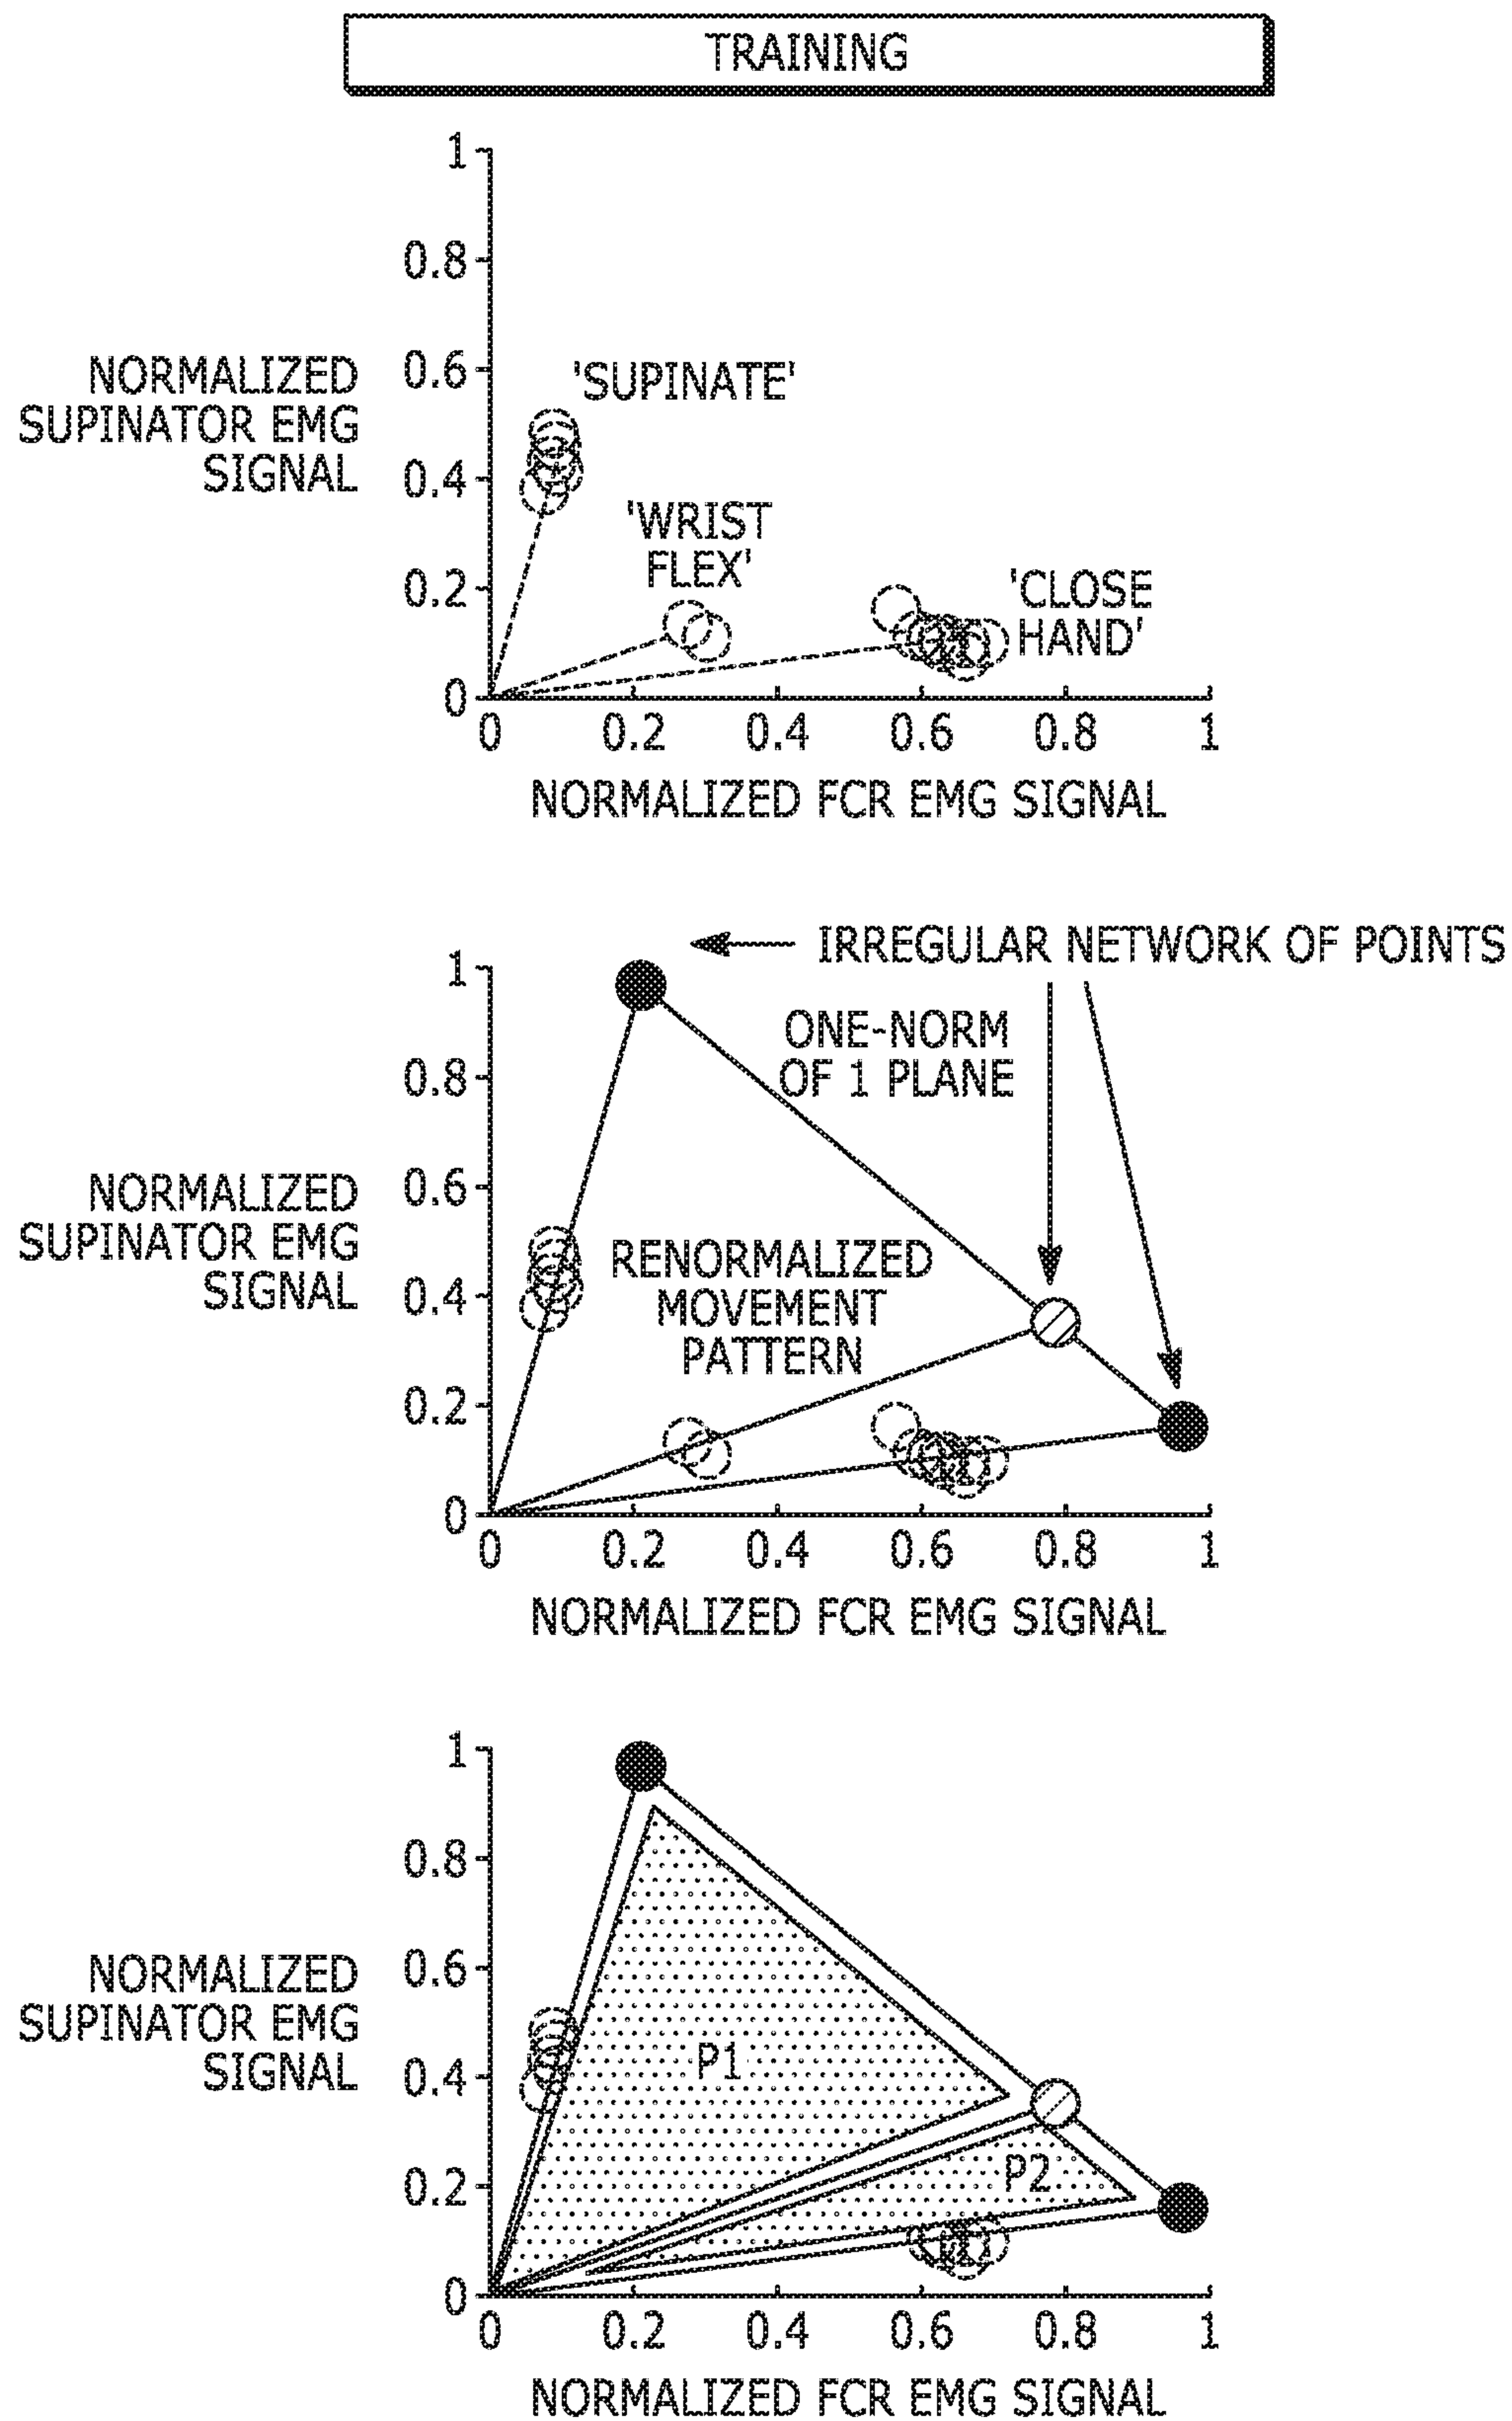 TRAINING
1
0.8
0.6
0.4
0.2
0
NORMALIZED
SUPINATOR EMG
SIGNAL
'SUPINATE'
'WRIST
FLEX'
'CLOSE
HAND'
0 0.2 0.4 0.6 0.8 1
NORMALIZED FCR EMG SIGNAL
IRREGULAR NETWORK OF POINTS
ONE-NORM
OF 1 PLANE
1
0.8
0.6
0.4
0.2
0
NORMALIZED
SUPINATOR EMG
SIGNAL
RENORMALIZED
MOVEMENT
PATTERN
0 0.2 0.4 0.6 0.8 1
NORMALIZED FCR EMG SIGNAL
1
0.8
0.6
0.4
0.2
0
NORMALIZED
SUPINATOR EMG
SIGNAL
P1
P2
0 0.2 0.4 0.6 0.8 1
NORMALIZED FCR EMG SIGNAL